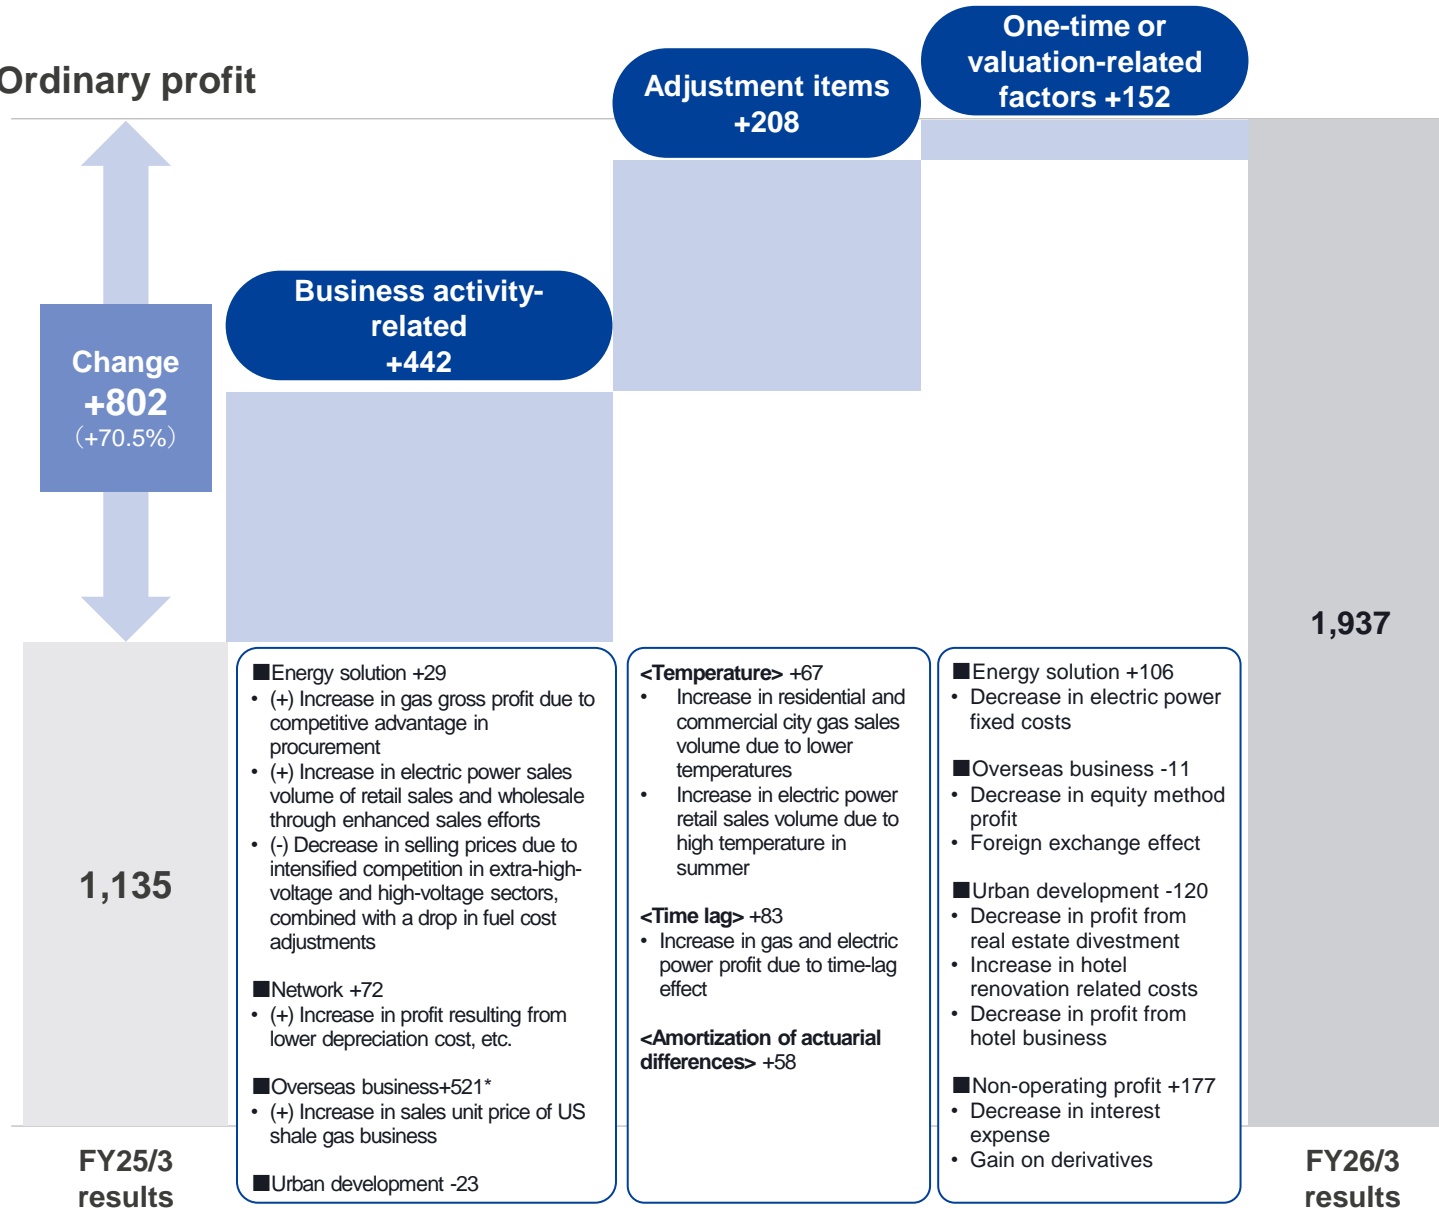 Ordinary profit
Change
+802
（+70.5%）
1,135
FY25/3
results
Business activity-
related
+442
■Energy solution +29
• (+) Increase in gas gross profit due to
competitive advantage in
procurement
• (+) Increase in electric power sales
volume of retail sales and wholesale
through enhanced sales efforts
• (-) Decrease in selling prices due to
intensified competition in extra-high-
voltage and high-voltage sectors,
combined with a drop in fuel cost
adjustments
■Network +72
• (+) Increase in profit resulting from
lower depreciation cost, etc.
■Overseas business+521*
• (+) Increase in sales unit price of US
shale gas business
■Urban development -23
Adjustment items
+208
<Temperature> +67
• Increase in residential and
commercial city gas sales
volume due to lower
temperatures
• Increase in electric power
retail sales volume due to
high temperature in
summer
<Time lag> +83
• Increase in gas and electric
power profit due to time-lag
effect
<Amortization of actuarial
differences> +58
One-time or
valuation-related
factors +152
■Energy solution +106
• Decrease in electric power
fixed costs
■Overseas business -11
• Decrease in equity method
profit
• Foreign exchange effect
■Urban development -120
• Decrease in profit from
real estate divestment
• Increase in hotel
renovation related costs
• Decrease in profit from
hotel business
■Non-operating profit +177
• Decrease in interest
expense
• Gain on derivatives
1,937
FY26/3
results